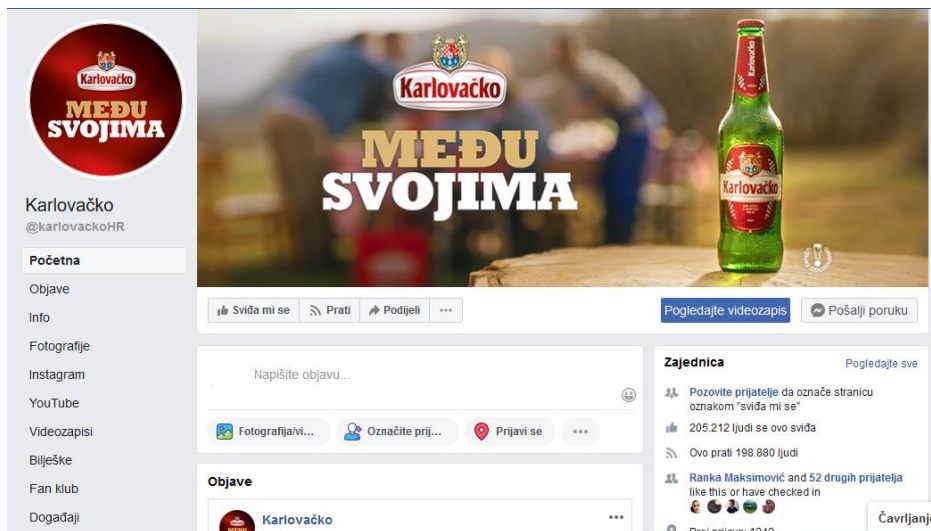 Karlovačko
MEĐU
SVOJIMA
Karlovačko
@karlovackoHR
Početna
Objave
Info
Fotografije
Instagram
YouTube
Videozapisi
Bilješke
Fan klub
Događaji
Karlovačko
MEĐU
SVOJIMA
Karlovačko
Karlovačko
Sviđa mi se
Prati
Podijeli
Pogledajte videozapis
Pošalji poruku
Napišite objavu...
Fotografija/vi...
Označite prij...
Prijavi se
Objave
Karlovačko
Zajednica
Pogledajte sve
Pozovite prijatelje da označe stranicu
oznakom "sviđa mi se"
205.212 ljudi se ovo sviđa
Ovo prati 198.880 ljudi
Ranka Maksimović and 52 drugih prijatelja
like this or have checked in
Čavrljanje